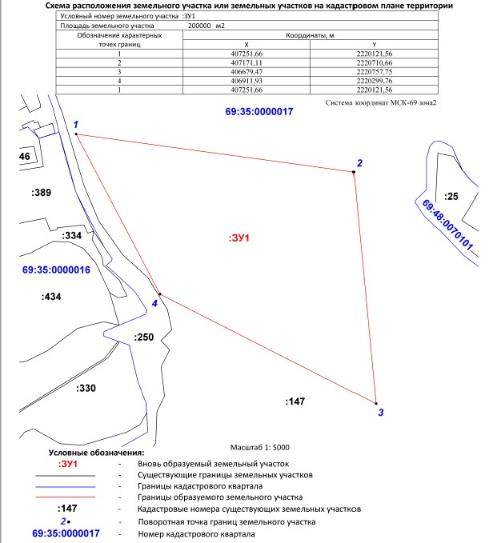 Схема расположения земельного участка или земельных участков на кадастровом плане территории
Условный номер земельного участка :ЗУ1
Площадь земельного участка 200000 м2
Обозначение характерных точек границ Координаты, м
X Y
1 407251,66 2220121,56
2 407171,11 2220710,66
3 406679,47 2220757,75
4 406911,93 2220299,76
1 407251,66 2220121,56
Система координат МСК-69 зона2
69:35:0000017
1
2
:46
:389
:25
69:48:0070101
:334
:ЗУ1
69:35:0000016
:434
4
:250
:330
:147
3
Масштаб 1: 5000
Условные обозначения:
:ЗУ1 - Вновь образуемый земельный участок
- Существующие границы земельных участков
- Границы кадастрового квартала
- Границы образуемого земельного участка
:147 - Кадастровые номера существующих земельных участков
2• - Поворотная точка границ земельного участка
69:35:0000017 - Номер кадастрового квартала